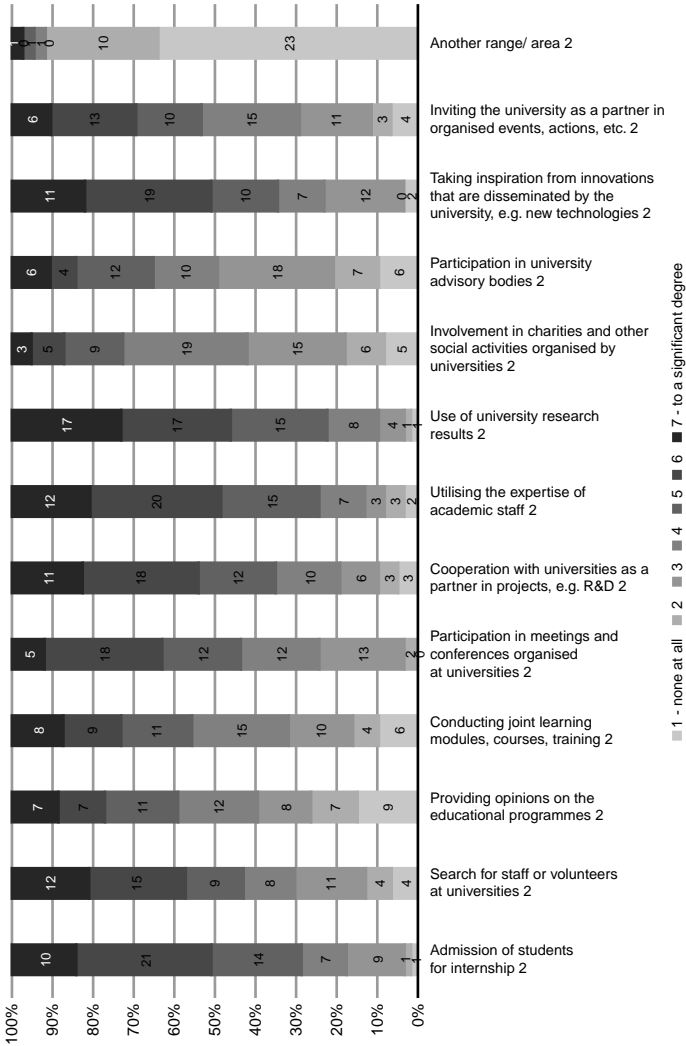 1 0 1 1 0 10 23
Another range/ area 2
6 13 10 15 11 3 4
Inviting the university as a partner in
organised events, actions, etc. 2
11 19 10 7 12 0 2
Taking inspiration from innovations
that are disseminated by the
university, e.g. new technologies 2
6 4 12 10 18 7 6
Participation in university
advisory bodies 2
3 5 9 19 15 6 5
Involvement in charities and other
social activities organised by
universities 2
17 17 15 8 4 1 1
Use of university research
results 2
12 20 15 7 3 3 2
Utilising the expertise of
academic staff 2
11 18 12 10 6 3 3
Cooperation with universities as a
partner in projects, e.g. R&D 2
5 18 12 12 13 2 0
Participation in meetings and
conferences organised
at universities 2
8 9 11 15 10 4 6
Conducting joint learning
modules, courses, training 2
7 7 11 12 8 7 9
Providing opinions on the
educational programmes 2
12 15 9 8 11 4 4
Search for staff or volunteers
at universities 2
10 21 14 7 9 1 1
Admission of students
for internship 2
100%
90%
80%
70%
60%
50%
40%
30%
20%
10%
0%
1 - none at all 2 3 4 5 6 7 - to a significant degree